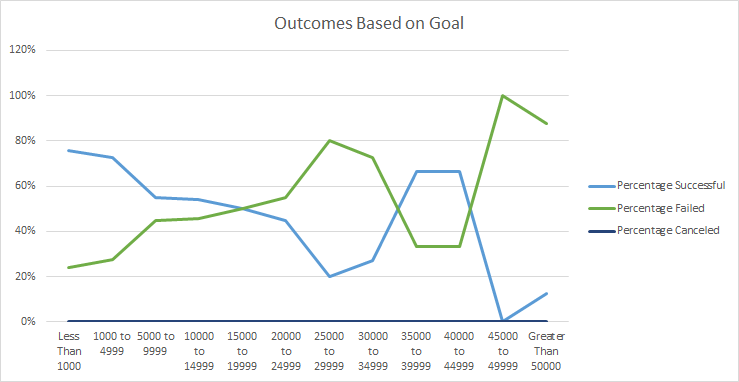 Outcomes Based on Goal
120%
100%
80%
60%
40%
20%
0%
Less Than 1000
1000 to 4999
5000 to 9999
10000 to 14999
15000 to 19999
20000 to 24999
25000 to 29999
30000 to 34999
35000 to 39999
40000 to 44999
45000 to 49999
Greater Than 50000
Percentage Successful
Percentage Failed
Percentage Canceled